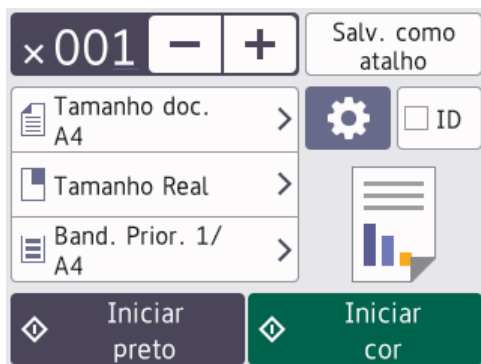 ×001
Salv. como
atalho
Tamanho doc.
A4
ID
Tamanho Real
Band. Prior. 1/
A4
Iniciar
preto
Iniciar
cor